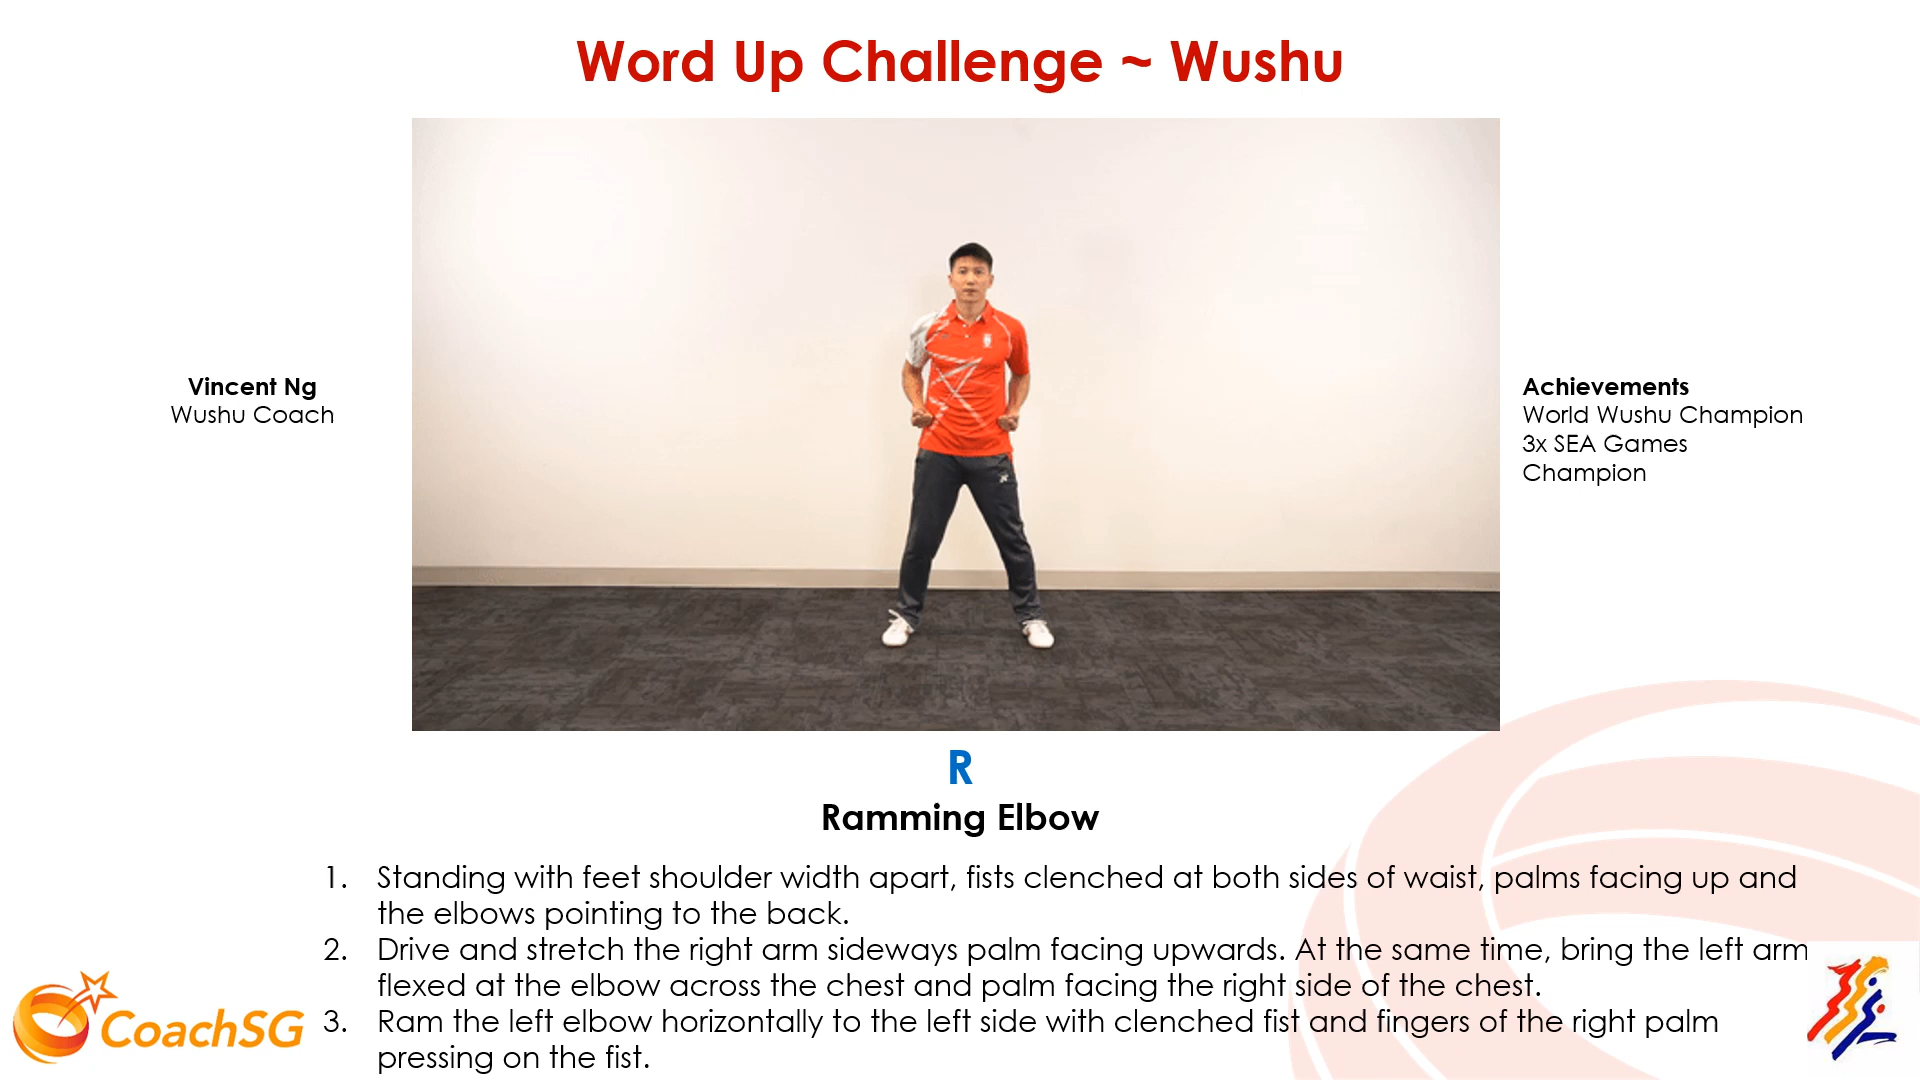 Word Up Challenge ~ Wushu
Vincent Ng
Wushu Coach
Achievements
World Wushu Champion
3x SEA Games
Champion
R
Ramming Elbow
1. Standing with feet shoulder width apart, fists clenched at both sides of waist, palms facing up and
the elbows pointing to the back.
2. Drive and stretch the right arm sideways palm facing upwards. At the same time, bring the left arm
flexed at the elbow across the chest and palm facing the right side of the chest.
3. Ram the left elbow horizontally to the left side with clenched fist and fingers of the right palm
pressing on the fist.
CoachSG